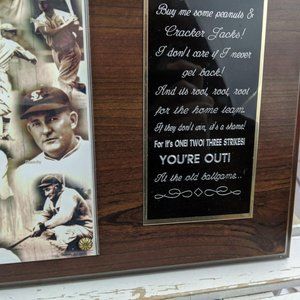 Buy me some peanuts &
Cracker Jacks!
I don't care if I never
get back!
And its root, root, root
for the home team,
If they don't win, it's a shame!
For It's ONE! TWO! THREE STRIKES!
YOU'RE OUT!
At the old ballgame...